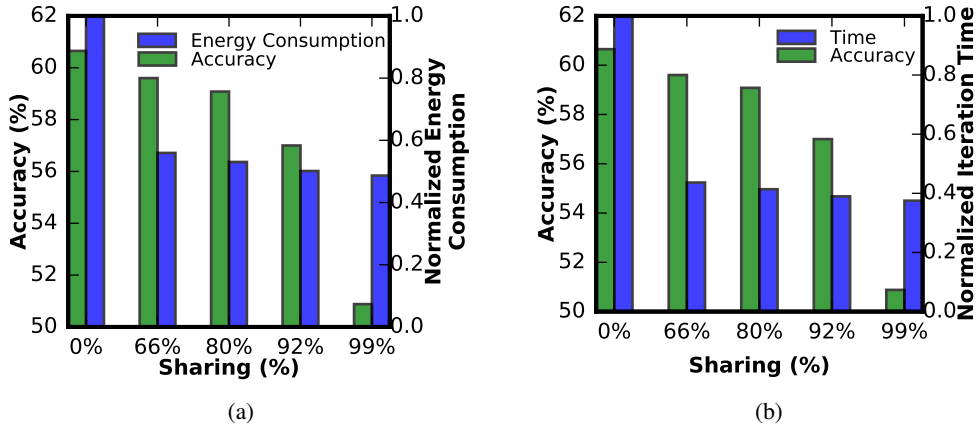 62
60
58
56
54
52
50
Accuracy (%)
Energy Consumption
Accuracy
1.0
0.8
0.6
0.4
0.2
0.0
Normalized Energy
Consumption
0% 66% 80% 92% 99%
Sharing (%)
(a)
62
60
58
56
54
52
50
Accuracy (%)
Time
Accuracy
1.0
0.8
0.6
0.4
0.2
0.0
Normalized Iteration Time
0% 66% 80% 92% 99%
Sharing (%)
(b)